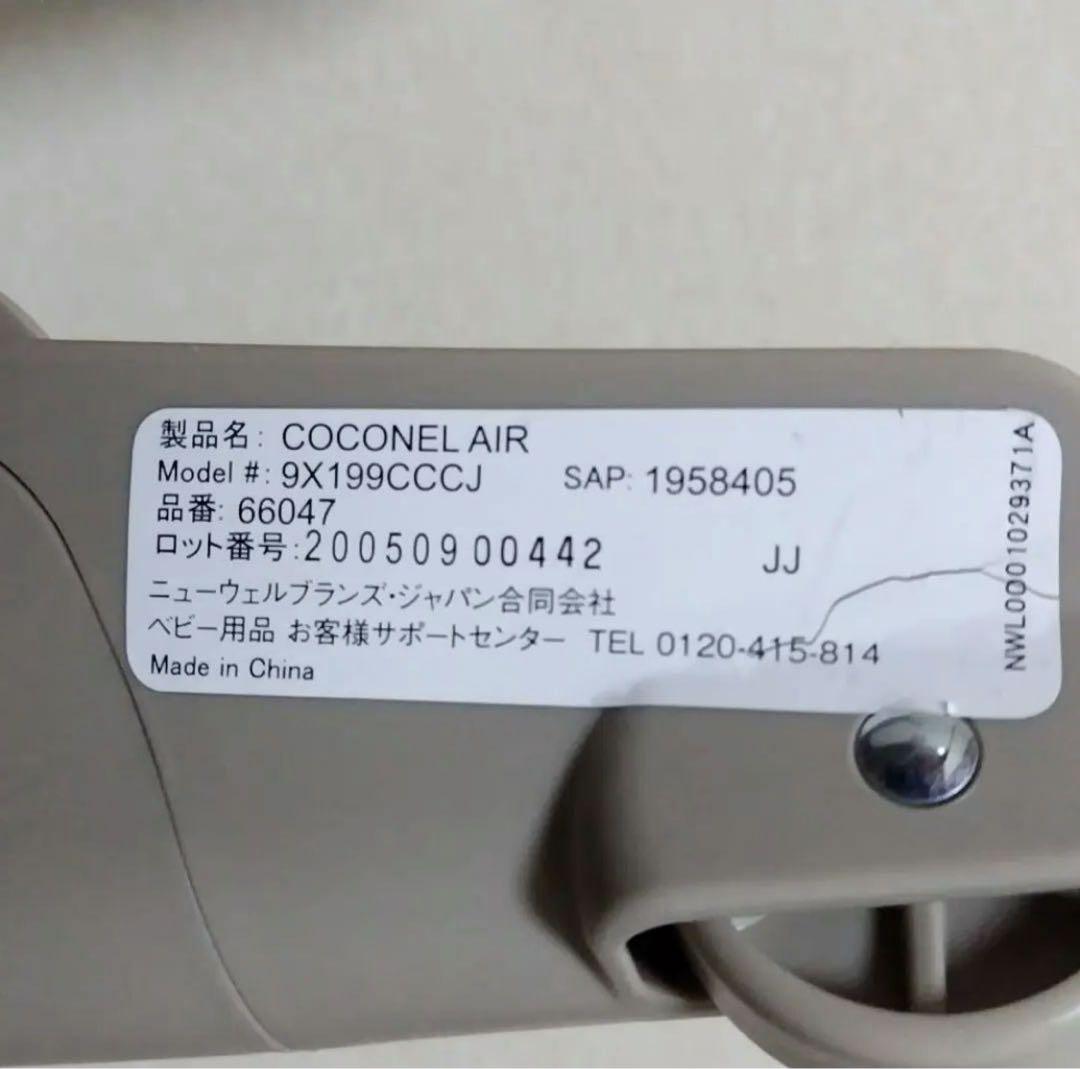 製品名: COCONEL AIR
Model #: 9X199CCCJ SAP: 1958405
品番: 66047
ロット番号:20050900442 JJ
ニューウェルブランズ・ジャパン合同会社
ベビー用品 お客様サポートセンター TEL 0120-415-814
Made in China
NWL0001029371A